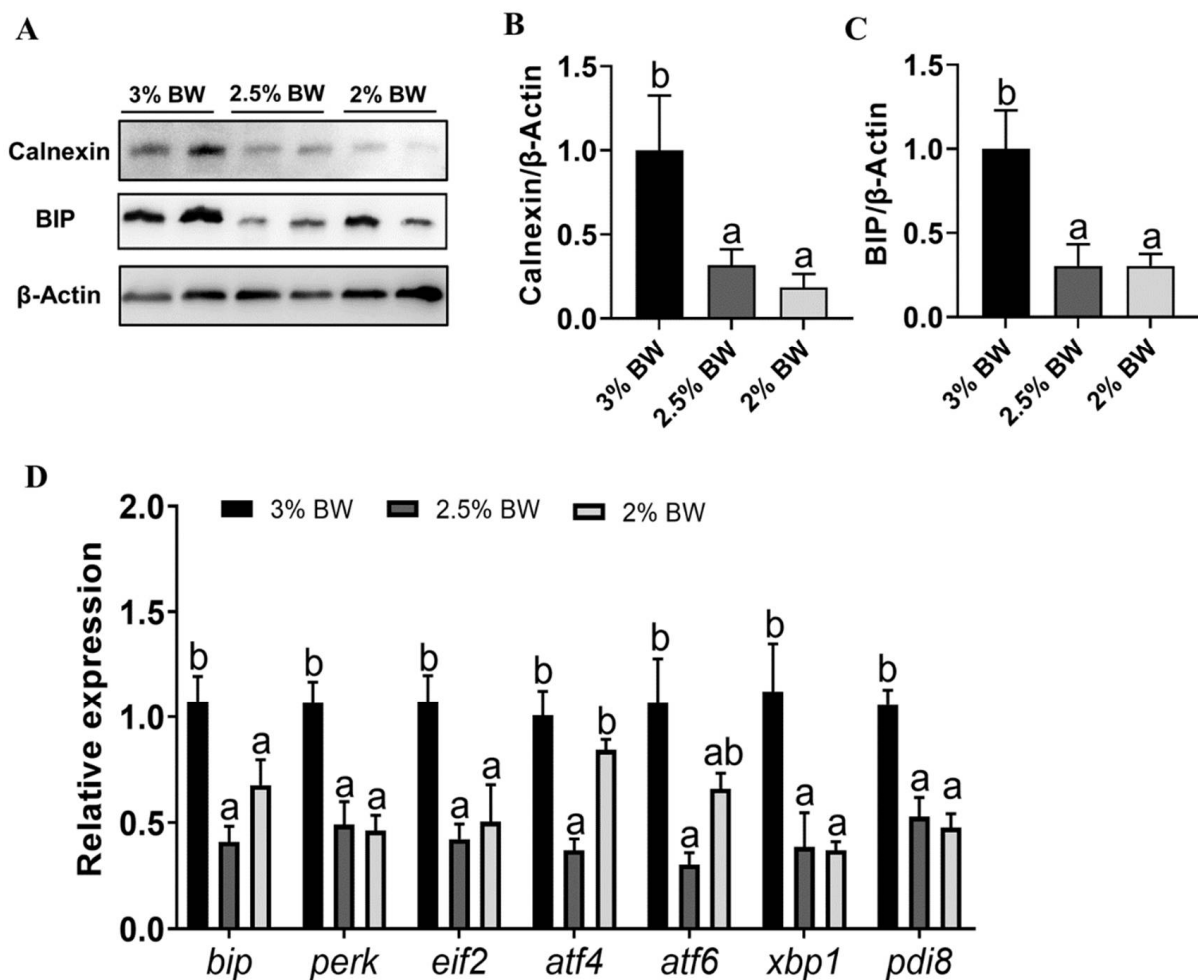 A
3% BW 2.5% BW 2% BW
Calnexin
BIP
β-Actin
B
Calnexin/β-Actin
1.5
1.0
0.5
0.0
b
a
a
3% BW
2.5% BW
2% BW
C
BIP/β-Actin
1.5
1.0
0.5
0.0
b
a
a
3% BW
2.5% BW
2% BW
D
3% BW 2.5% BW 2% BW
Relative expression
2.0
1.5
1.0
0.5
0.0
b a a
b a a
b a a
b a b
b a ab
b a a
b a a
bip perk eif2 atf4 atf6 xbp1 pdi8